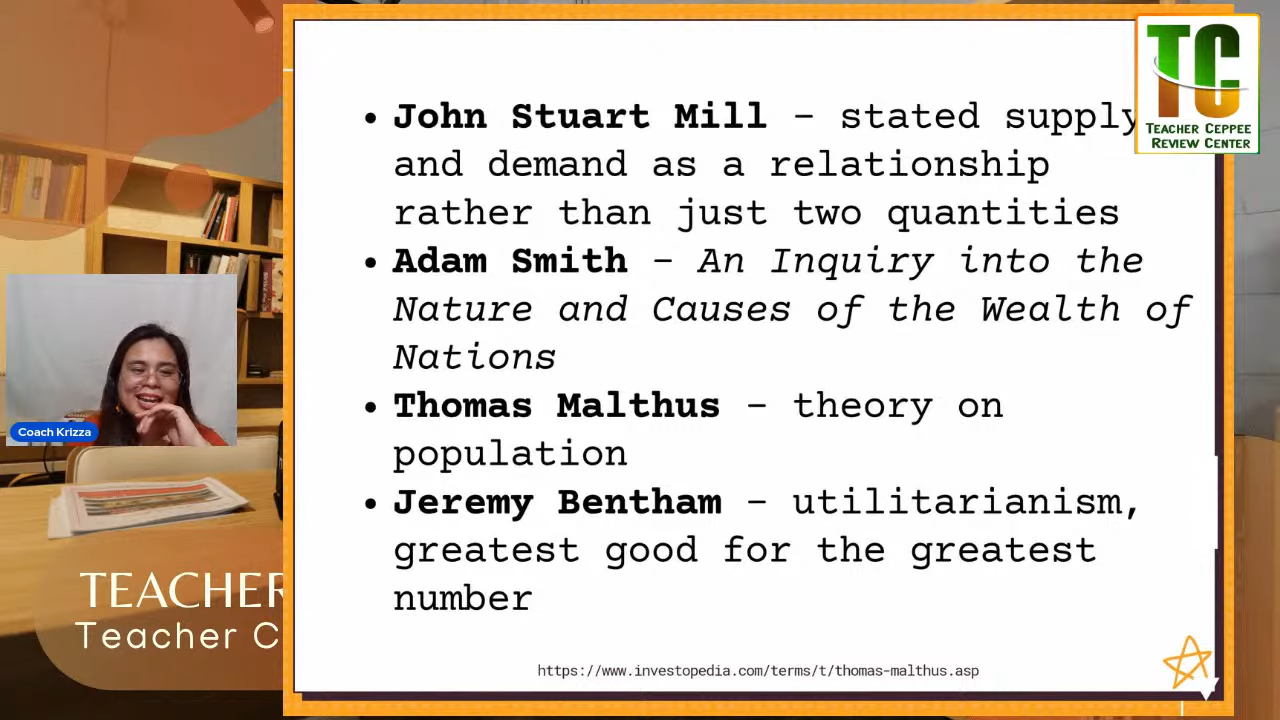 John Stuart Mill – stated supply
and demand as a relationship
rather than just two quantities
Adam Smith – An Inquiry into the
Nature and Causes of the Wealth of
Nations
Thomas Malthus – theory on
population
Jeremy Bentham – utilitarianism,
greatest good for the greatest
number
https://www.investopedia.com/terms/t/thomas-malthus.asp
TC
TEACHER CEPPEE
REVIEW CENTER
Coach Krizza
TEACHER
Teacher C